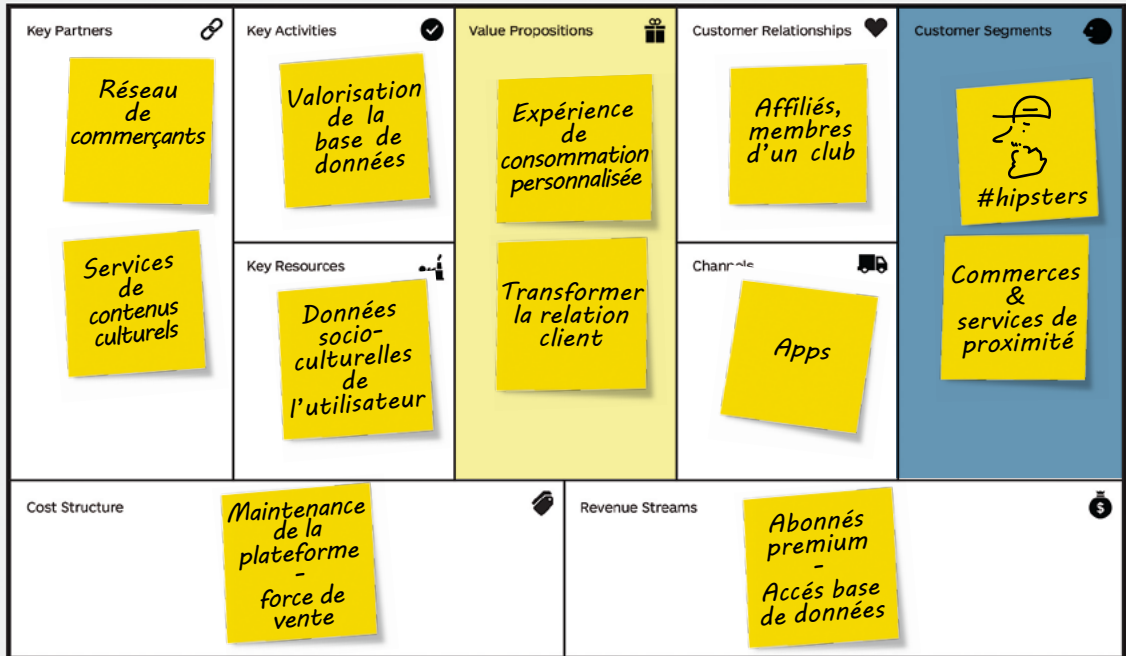 Key Partners
Réseau
de
commerçants
Services
de
contenus
culturels
Key Activities
Valorisation
de la
base de
données
Key Resources
Données
socio-
culturelles
de
l'utilisateur
Value Propositions
Expérience
de
consommation
personnalisée
Transformer
la relation
client
Customer Relationships
Affiliés,
membres
d'un club
Channels
Apps
Customer Segments
#hipsters
Commerces
&
services de
proximité
Cost Structure
Maintenance
de la
plateforme
-
force de
vente
Revenue Streams
$
Abonnés
premium
-
Accés base
de données